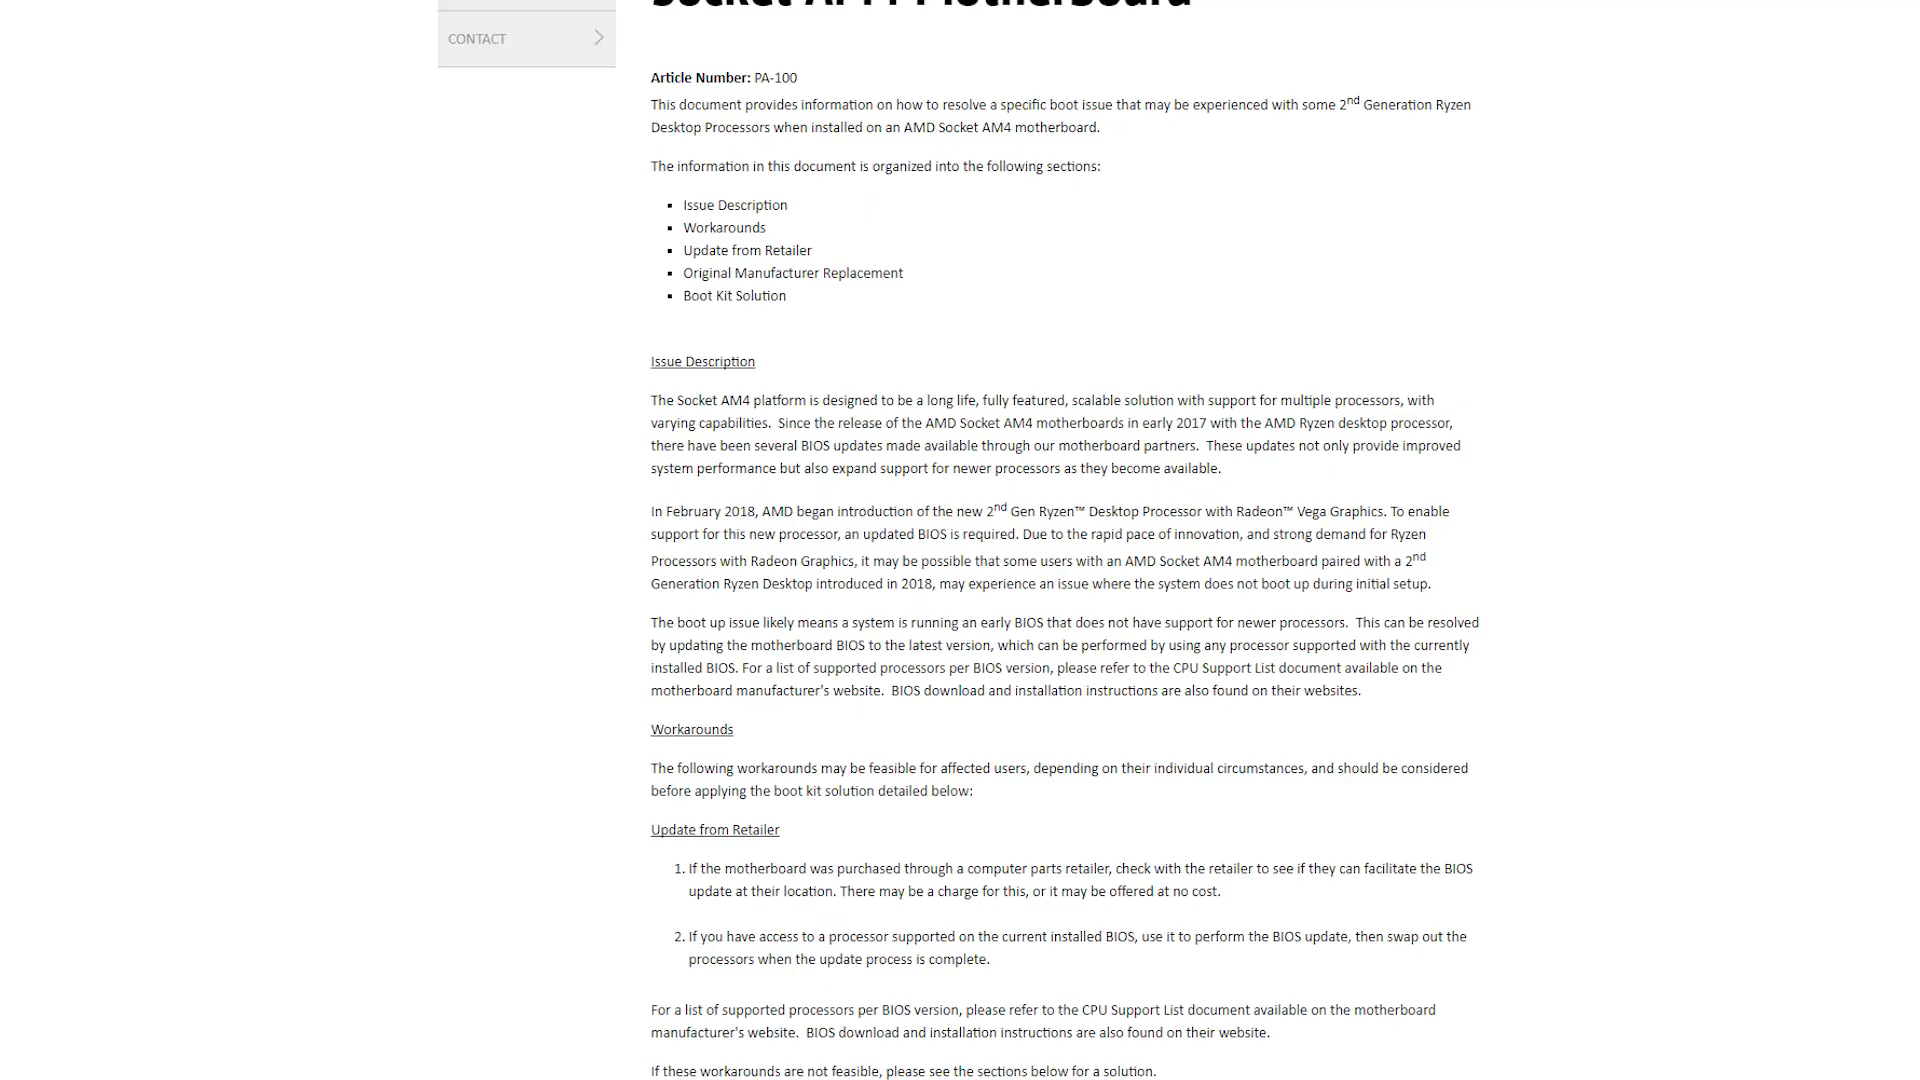 Socket AM4 Motherboard
CONTACT
Article Number: PA-100
This document provides information on how to resolve a specific boot issue that may be experienced with some 2nd Generation Ryzen
Desktop Processors when installed on an AMD Socket AM4 motherboard.
The information in this document is organized into the following sections:
Issue Description
Workarounds
Update from Retailer
Original Manufacturer Replacement
Boot Kit Solution
Issue Description
The Socket AM4 platform is designed to be a long life, fully featured, scalable solution with support for multiple processors, with
varying capabilities.  Since the release of the AMD Socket AM4 motherboards in early 2017 with the AMD Ryzen desktop processor,
there have been several BIOS updates made available through our motherboard partners.  These updates not only provide improved
system performance but also expand support for newer processors as they become available.
In February 2018, AMD began introduction of the new 2nd Gen Ryzen™ Desktop Processor with Radeon™ Vega Graphics. To enable
support for this new processor, an updated BIOS is required. Due to the rapid pace of innovation, and strong demand for Ryzen
Processors with Radeon Graphics, it may be possible that some users with an AMD Socket AM4 motherboard paired with a 2nd
Generation Ryzen Desktop introduced in 2018, may experience an issue where the system does not boot up during initial setup.
The boot up issue likely means a system is running an early BIOS that does not have support for newer processors.  This can be resolved
by updating the motherboard BIOS to the latest version, which can be performed by using any processor supported with the currently
installed BIOS. For a list of supported processors per BIOS version, please refer to the CPU Support List document available on the
motherboard manufacturer's website.  BIOS download and installation instructions are also found on their websites.
Workarounds
The following workarounds may be feasible for affected users, depending on their individual circumstances, and should be considered
before applying the boot kit solution detailed below:
Update from Retailer
1. If the motherboard was purchased through a computer parts retailer, check with the retailer to see if they can facilitate the BIOS
update at their location. There may be a charge for this, or it may be offered at no cost.
2. If you have access to a processor supported on the current installed BIOS, use it to perform the BIOS update, then swap out the
processors when the update process is complete.
For a list of supported processors per BIOS version, please refer to the CPU Support List document available on the motherboard
manufacturer's website.  BIOS download and installation instructions are also found on their website.
If these workarounds are not feasible, please see the sections below for a solution.